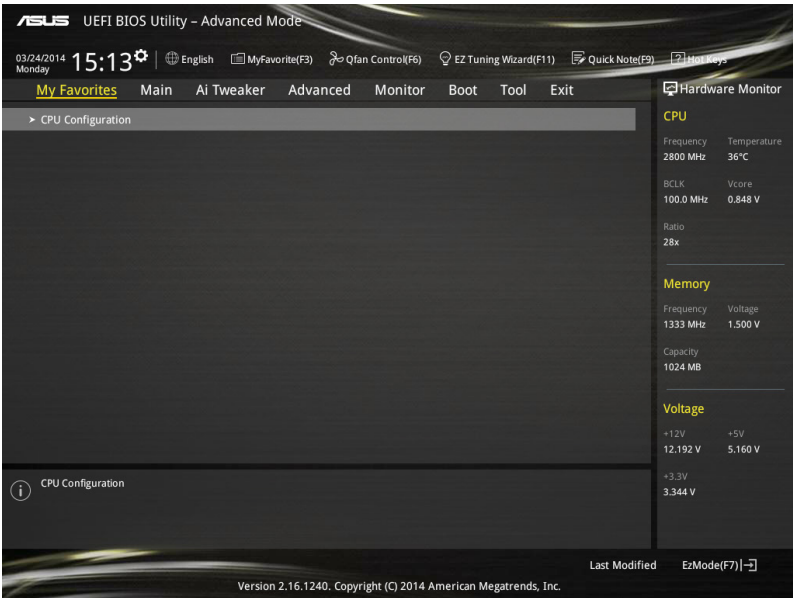 ASUS UEFI BIOS Utility – Advanced Mode
03/24/2014 Monday 15:13 English MyFavorite(F3) Qfan Control(F6) EZ Tuning Wizard(F11) Quick Note(F9) ? Hot Keys
My Favorites Main Ai Tweaker Advanced Monitor Boot Tool Exit
> CPU Configuration
Hardware Monitor
CPU
Frequency Temperature
2800 MHz 36°C
BCLK Vcore
100.0 MHz 0.848 V
Ratio
28x
Memory
Frequency Voltage
1333 MHz 1.500 V
Capacity
1024 MB
Voltage
+12V +5V
12.192 V 5.160 V
+3.3V
3.344 V
i CPU Configuration
Last Modified EzMode(F7)
Version 2.16.1240. Copyright (C) 2014 American Megatrends, Inc.